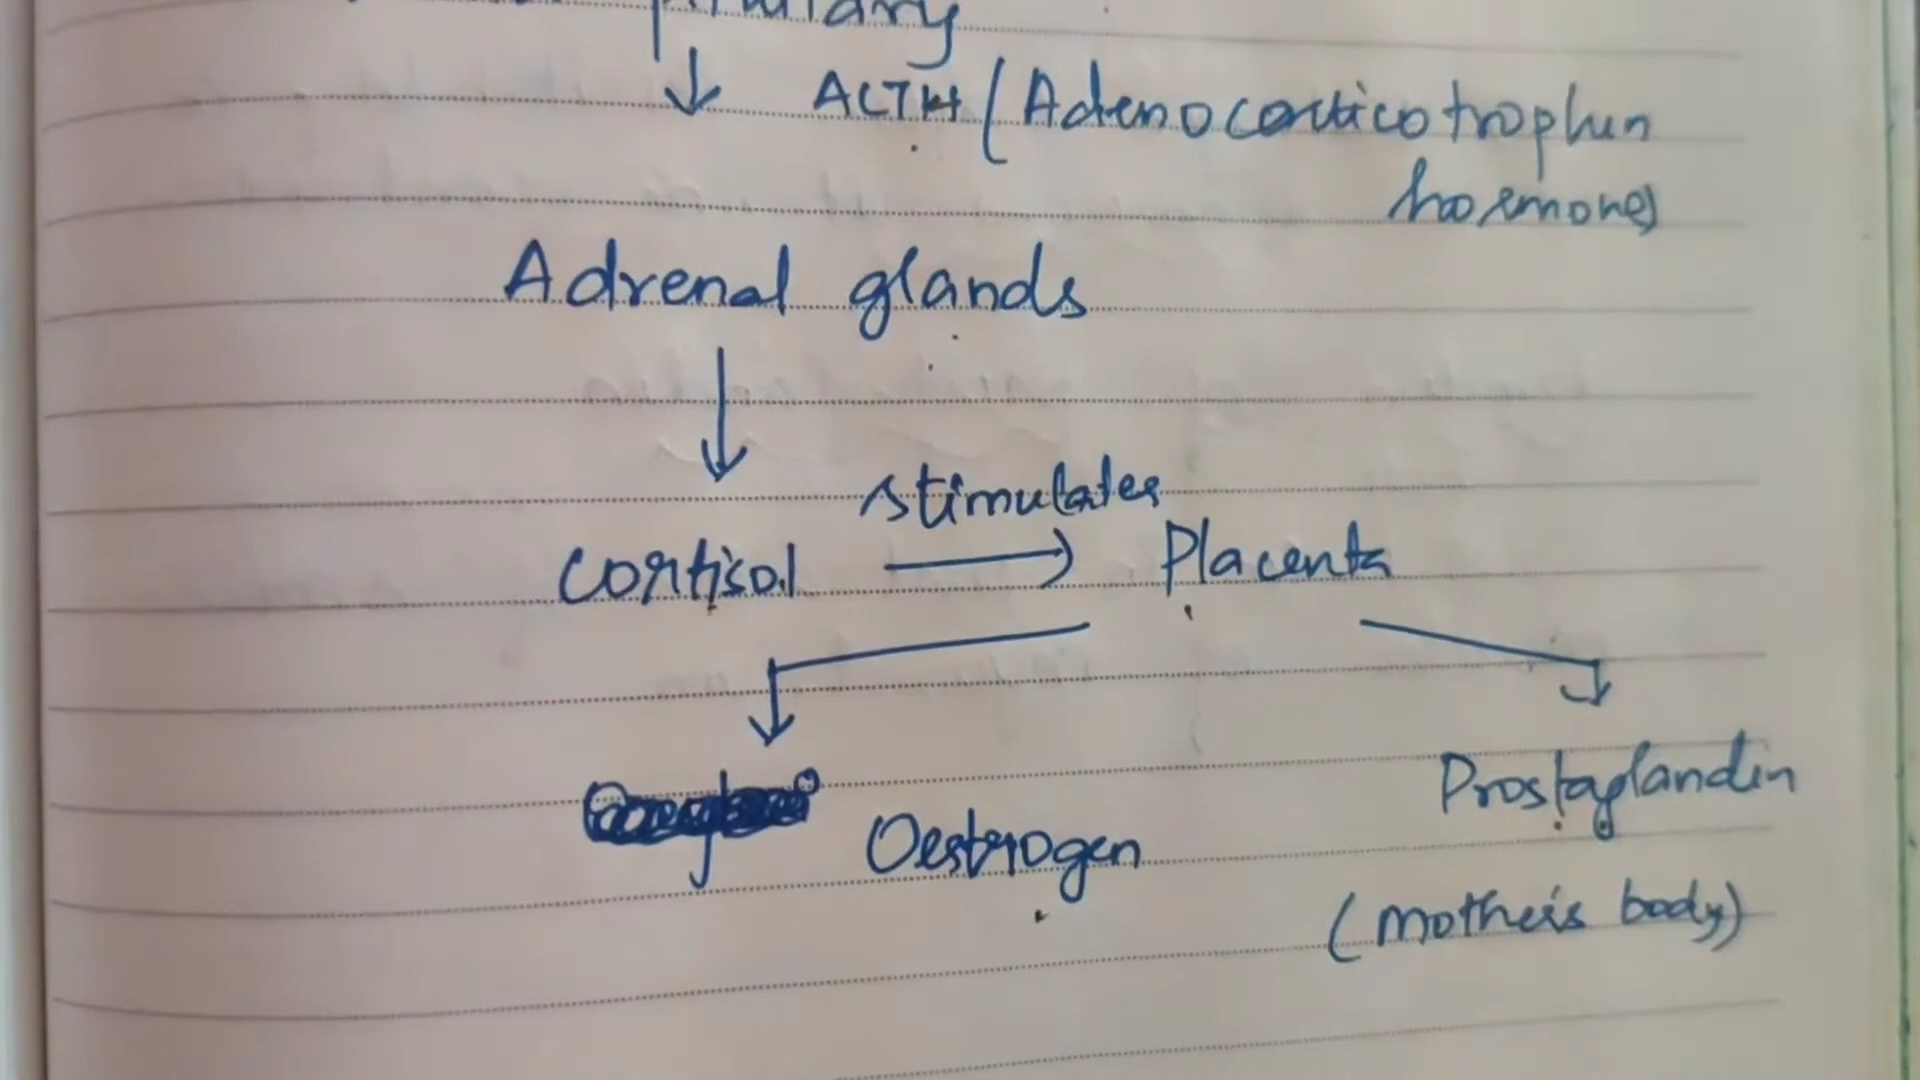 pituitary
ACTH (Adenocorticotrophin
hormones)
Adrenal glands
stimulates
Cortisol → Placenta
Oestrogen
Prostaglandin
(mother's body)